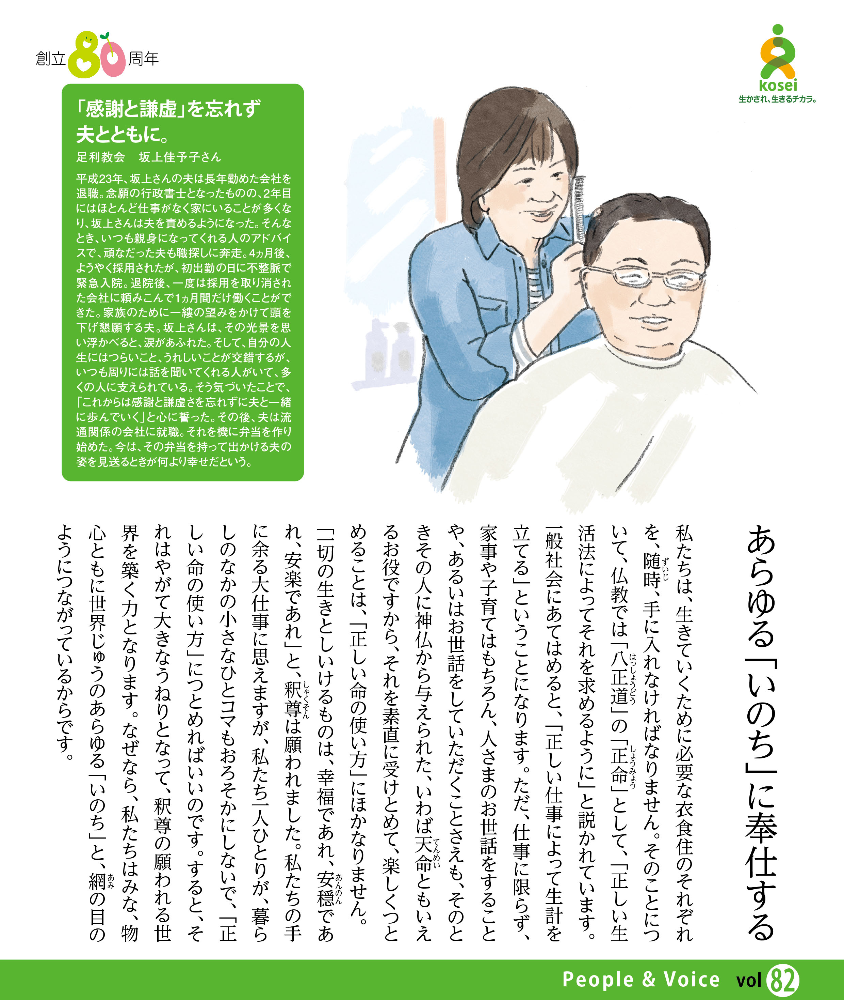 創立80周年
kosei
生かされ、生きるチカラ。
「感謝と謙虚」を忘れず
夫とともに。
足利教会　坂上佳予子さん
平成23年、坂上さんの夫は長年勤めた会社を
退職。念願の行政書士となったものの、2年目
にはほとんど仕事がなく家にいることが多くな
り、坂上さんは夫を責めるようになった。そんな
とき、いつも親身になってくれる人のアドバイ
スで、頑なだった夫も職探しに奔走。4ヵ月後、
ようやく採用されたが、初出勤の日に不整脈で
緊急入院。退院後、一度は採用を取り消され
た会社に頼みこんで1ヵ月間だけ働くことがで
きた。家族のために一縷の望みをかけて頭を
下げ懇願する夫。坂上さんは、その光景を思
い浮かべると、涙があふれた。そして、自分の人
生にはつらいこと、うれしいことが交錯するが、
いつも周りには話を聞いてくれる人がいて、多
くの人に支えられている。そう気づいたことで、
「これからは感謝と謙虚さを忘れずに夫と一緒
に歩んでいく」と心に誓った。その後、夫は流
通関係の会社に就職。それを機に弁当を作り
始めた。今は、その弁当を持って出かける夫の
姿を見送るときが何より幸せだという。
あらゆる「いのち」に奉仕する
私たちは、生きていくために必要な衣食住のそれぞれ
を、随時、手に入れなければなりません。そのことにつ
ずいじ
いて、仏教では「八正道」の「正命」として、「正しい生
はっしょうどう
しょうみょう
活法によってそれを求めるように」と説かれています。
一般社会にあてはめると、「正しい仕事によって生計を
立てる」ということになります。ただ、仕事に限らず、
家事や子育てはもちろん、人さまのお世話をすること
や、あるいはお世話をしていただくことさえも、そのと
きその人に神仏から与えられた、いわば天命ともいえ
てんめい
るお役ですから、それを素直に受けとめて、楽しくつと
めることは、「正しい命の使い方」にほかなりません。
「一切の生きとしいけるものは、幸福であれ、安穏であ
あんのん
れ、安楽であれ」と、釈尊は願われました。私たちの手
しゃくそん
に余る大仕事に思えますが、私たち一人ひとりが、暮ら
しのなかの小さなひとコマもおろそかにしないで、「正
しい命の使い方」につとめればいいのです。すると、そ
れはやがて大きなうねりとなって、釈尊の願われる世
界を築く力となります。なぜなら、私たちはみな、物
心ともに世界じゅうのあらゆる「いのち」と、網の目の
あみ
ようにつながっているからです。
People & Voice vol 82